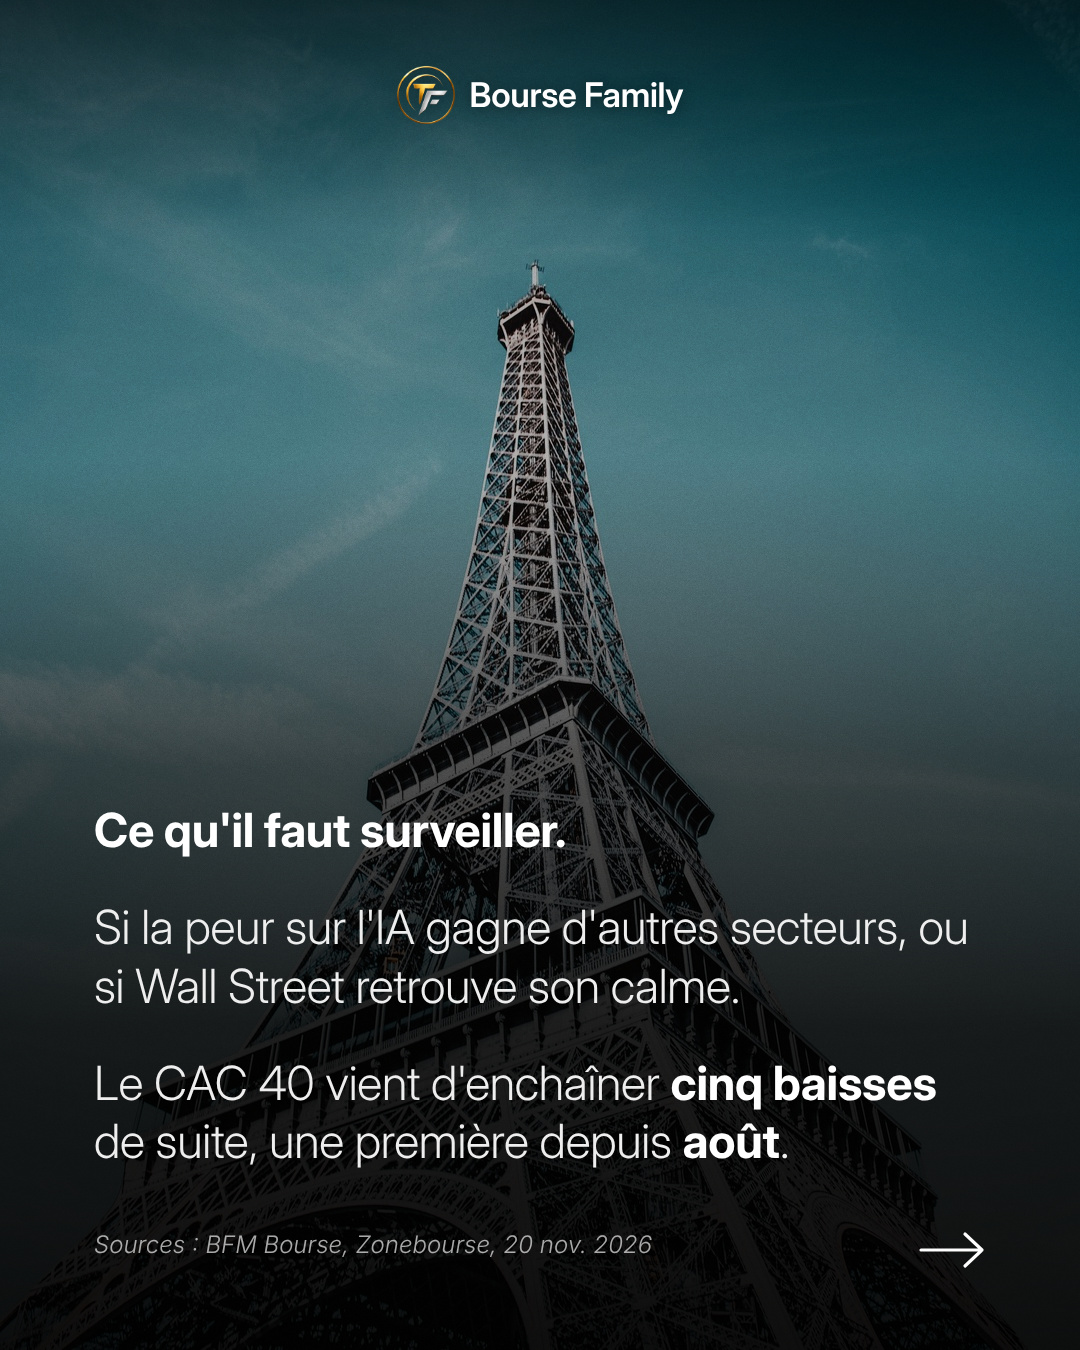 TF Bourse Family
Ce qu'il faut surveiller.
Si la peur sur l'IA gagne d'autres secteurs, ou
si Wall Street retrouve son calme.
Le CAC 40 vient d'enchaîner cinq baisses
de suite, une première depuis août.
Sources : BFM Bourse, Zonebourse, 20 nov. 2026